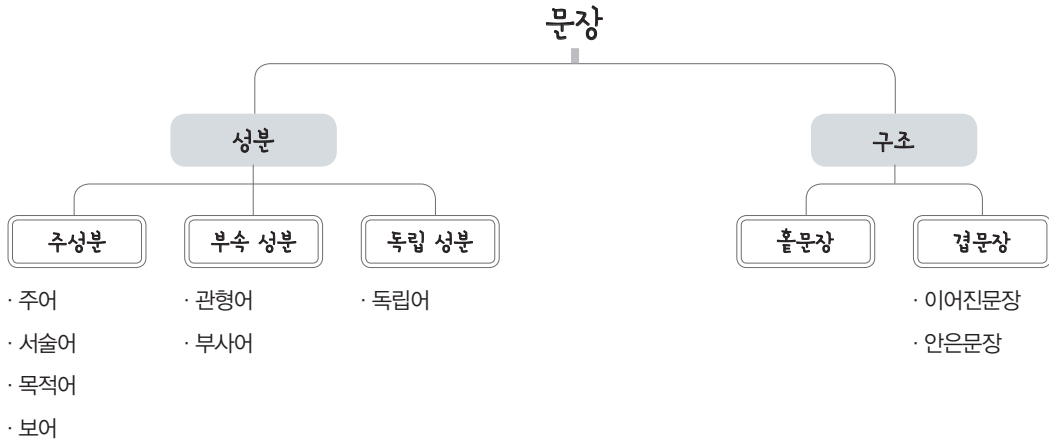 문장
성분 구조
주성분 부속 성분 독립 성분 홑문장 겹문장
· 주어 · 관형어 · 독립어 · 이어진문장
· 서술어 · 부사어 · 안은문장
· 목적어
· 보어